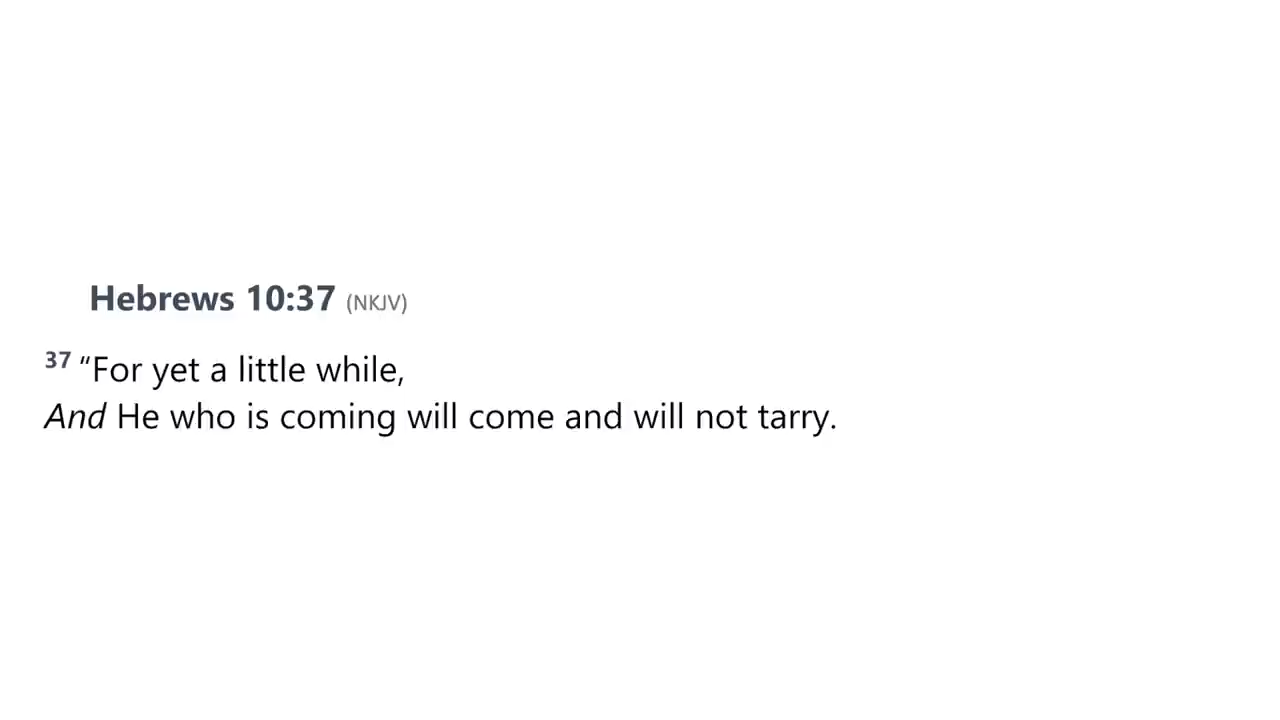 Hebrews 10:37 (NKJV)
37 “For yet a little while,
And He who is coming will come and will not tarry.